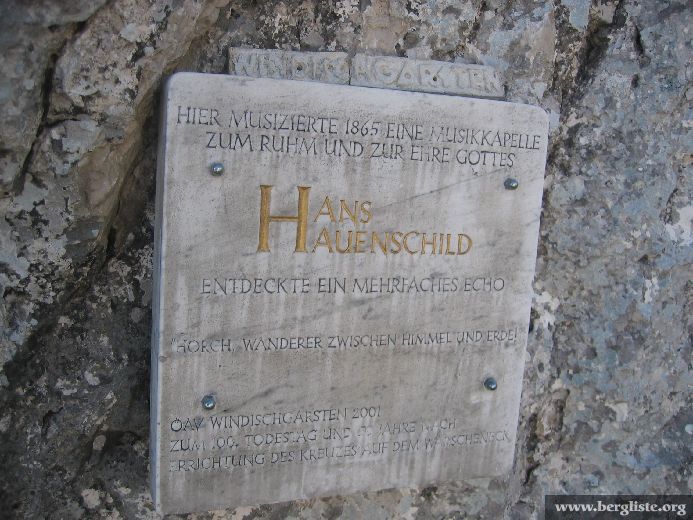 WINDISCHGARSTEN
HIER MUSIZIERTE 1865 EINE MUSIKKAPELLE
ZUM RUHM UND ZUR EHRE GOTTES
HANS
HAUENSCHILD
ENTDECKTE EIN MEHRFACHES ECHO
"HORCH, WANDERER ZWISCHEN HIMMEL UND ERDE!
ÖAV WINDISCHGARSTEN 2001
ZUM 100. TODESTAG UND JAHRE NACH
ERRICHTUNG DES KREUZES AUF DEM WARSCHENECK
www.bergliste.org